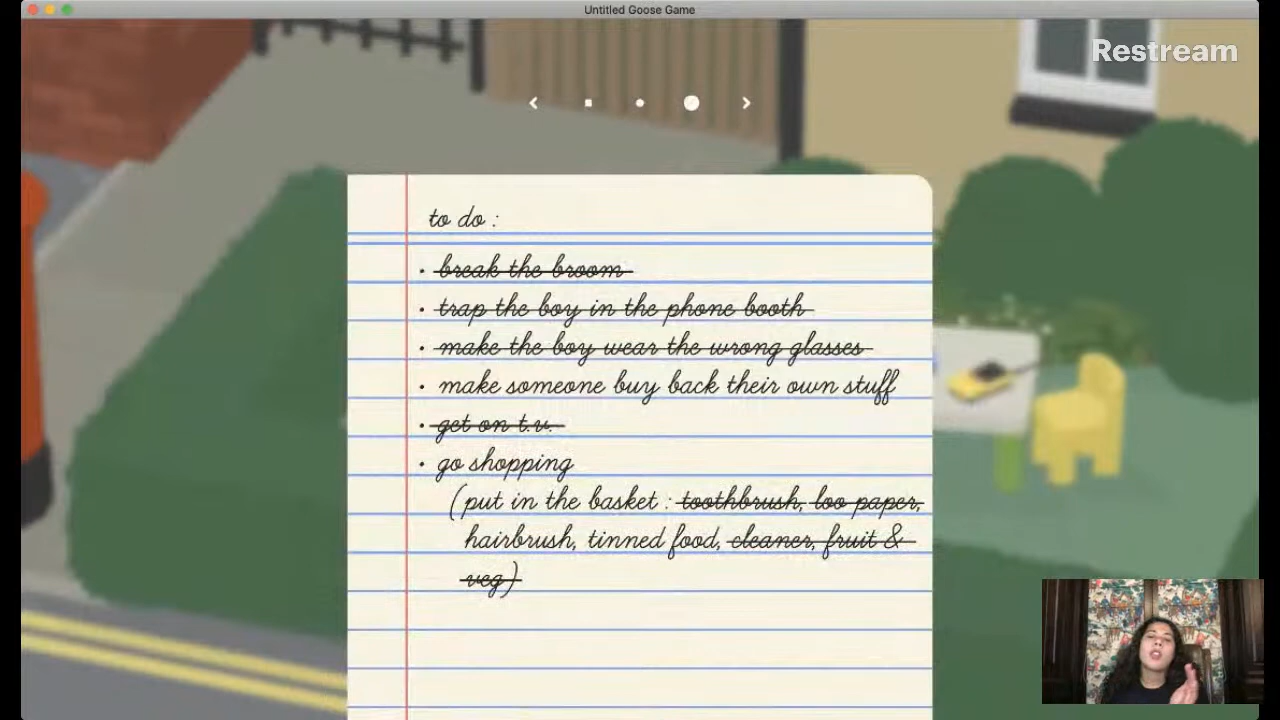 Untitled Goose Game
Restream
to do :
• break the broom
• trap the boy in the phone booth
• make the boy wear the wrong glasses
• make someone buy back their own stuff
• get on t.v.
• go shopping
(put in the basket : toothbrush, loo paper,
hairbrush, tinned food, cleaner, fruit &
veg)